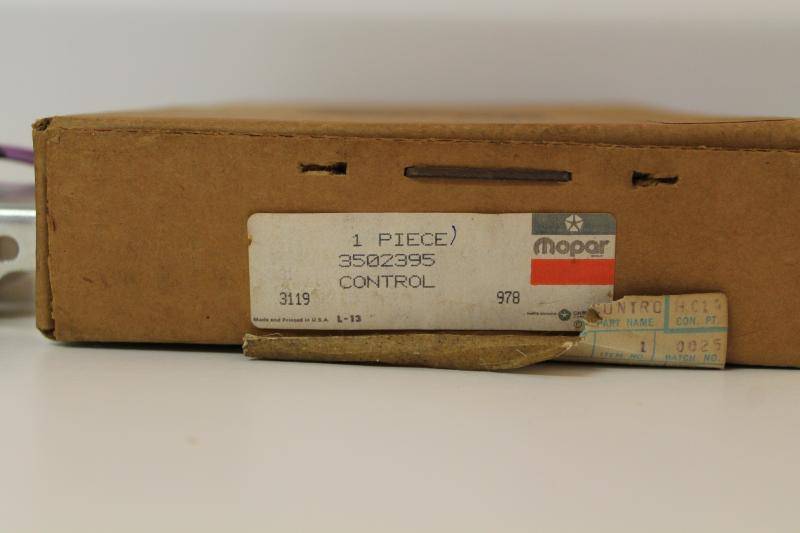 1 PIECE)
3502395
CONTROL
3119 978
Made and Printed in U.S.A. L-13
Mopar
PART NAME CON. PT.
1 0025
ITEM NO. BATCH NO.